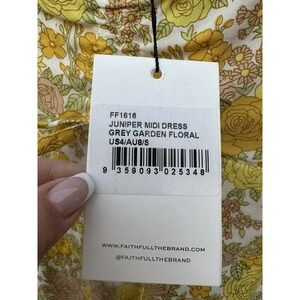 FF1616
JUNIPER MIDI DRESS
GREY GARDEN FLORAL
US4/AU8/S
9 359093 025348
WWW.FAITHFULLTHEBRAND.COM
@FAITHFULLTHEBRAND